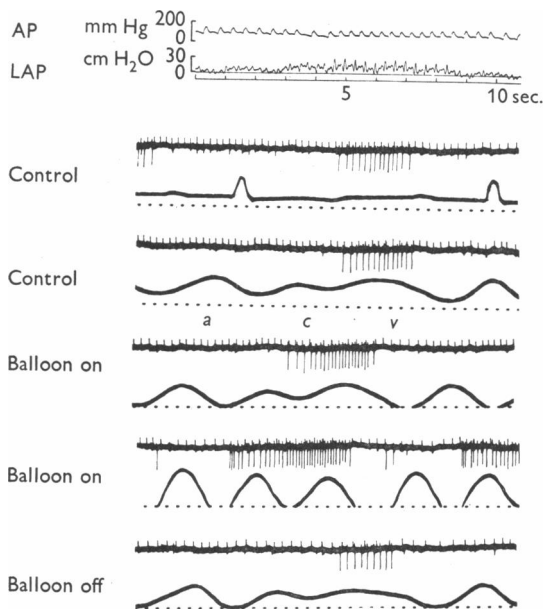 AP mm Hg 200
0
LAP cm H₂O 30
0
5 10 sec.
Control
Control
a c v
Balloon on
Balloon on
Balloon off